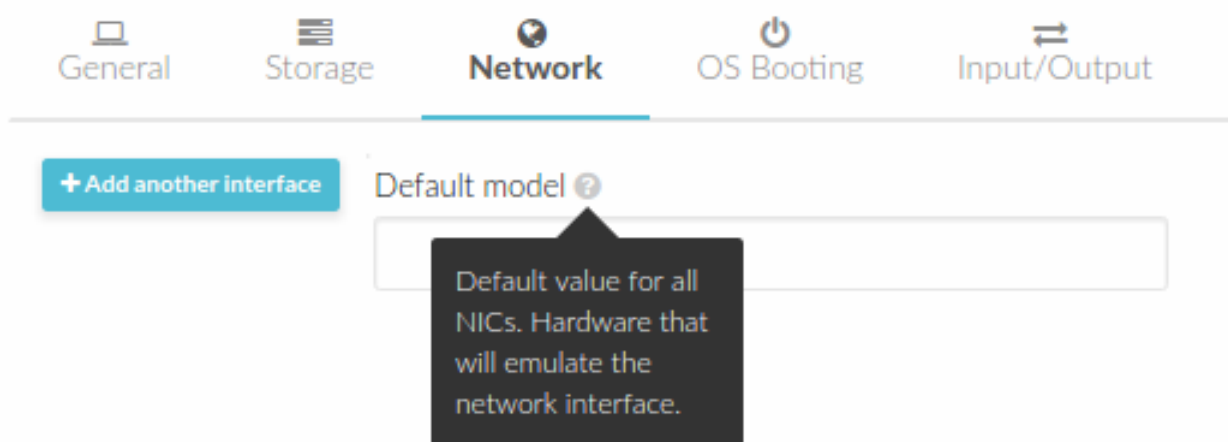 General Storage Network OS Booting Input/Output
+ Add another interface
Default model ?
Default value for all
NICs. Hardware that
will emulate the
network interface.